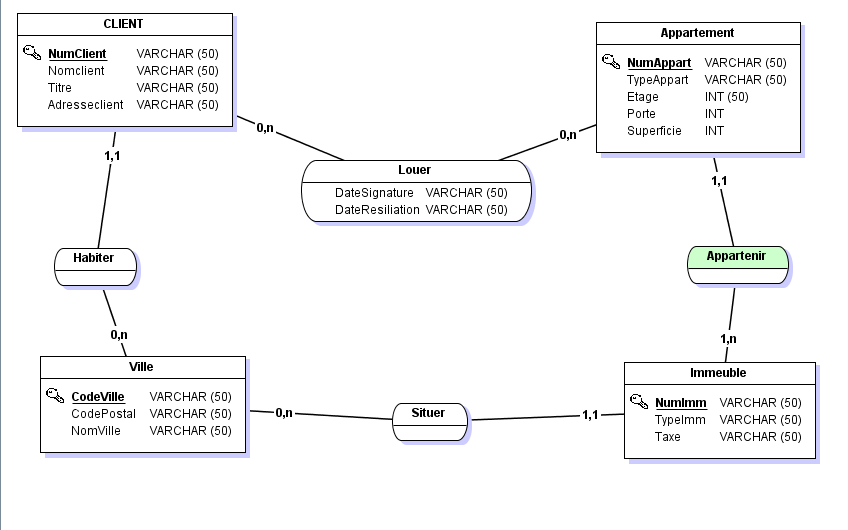 CLIENT
NumClient VARCHAR (50)
Nomclient VARCHAR (50)
Titre VARCHAR (50)
Adresseclient VARCHAR (50)
Appartement
NumAppart VARCHAR (50)
TypeAppart VARCHAR (50)
Etage INT (50)
Porte INT
Superficie INT
0,n
0,n
Louer
DateSignature VARCHAR (50)
DateResiliation VARCHAR (50)
1,1
1,1
Habiter
Appartenir
0,n
1,n
Ville
CodeVille VARCHAR (50)
CodePostal VARCHAR (50)
NomVille VARCHAR (50)
0,n
Situer
1,1
Immeuble
NumImm VARCHAR (50)
TypeImm VARCHAR (50)
Taxe VARCHAR (50)